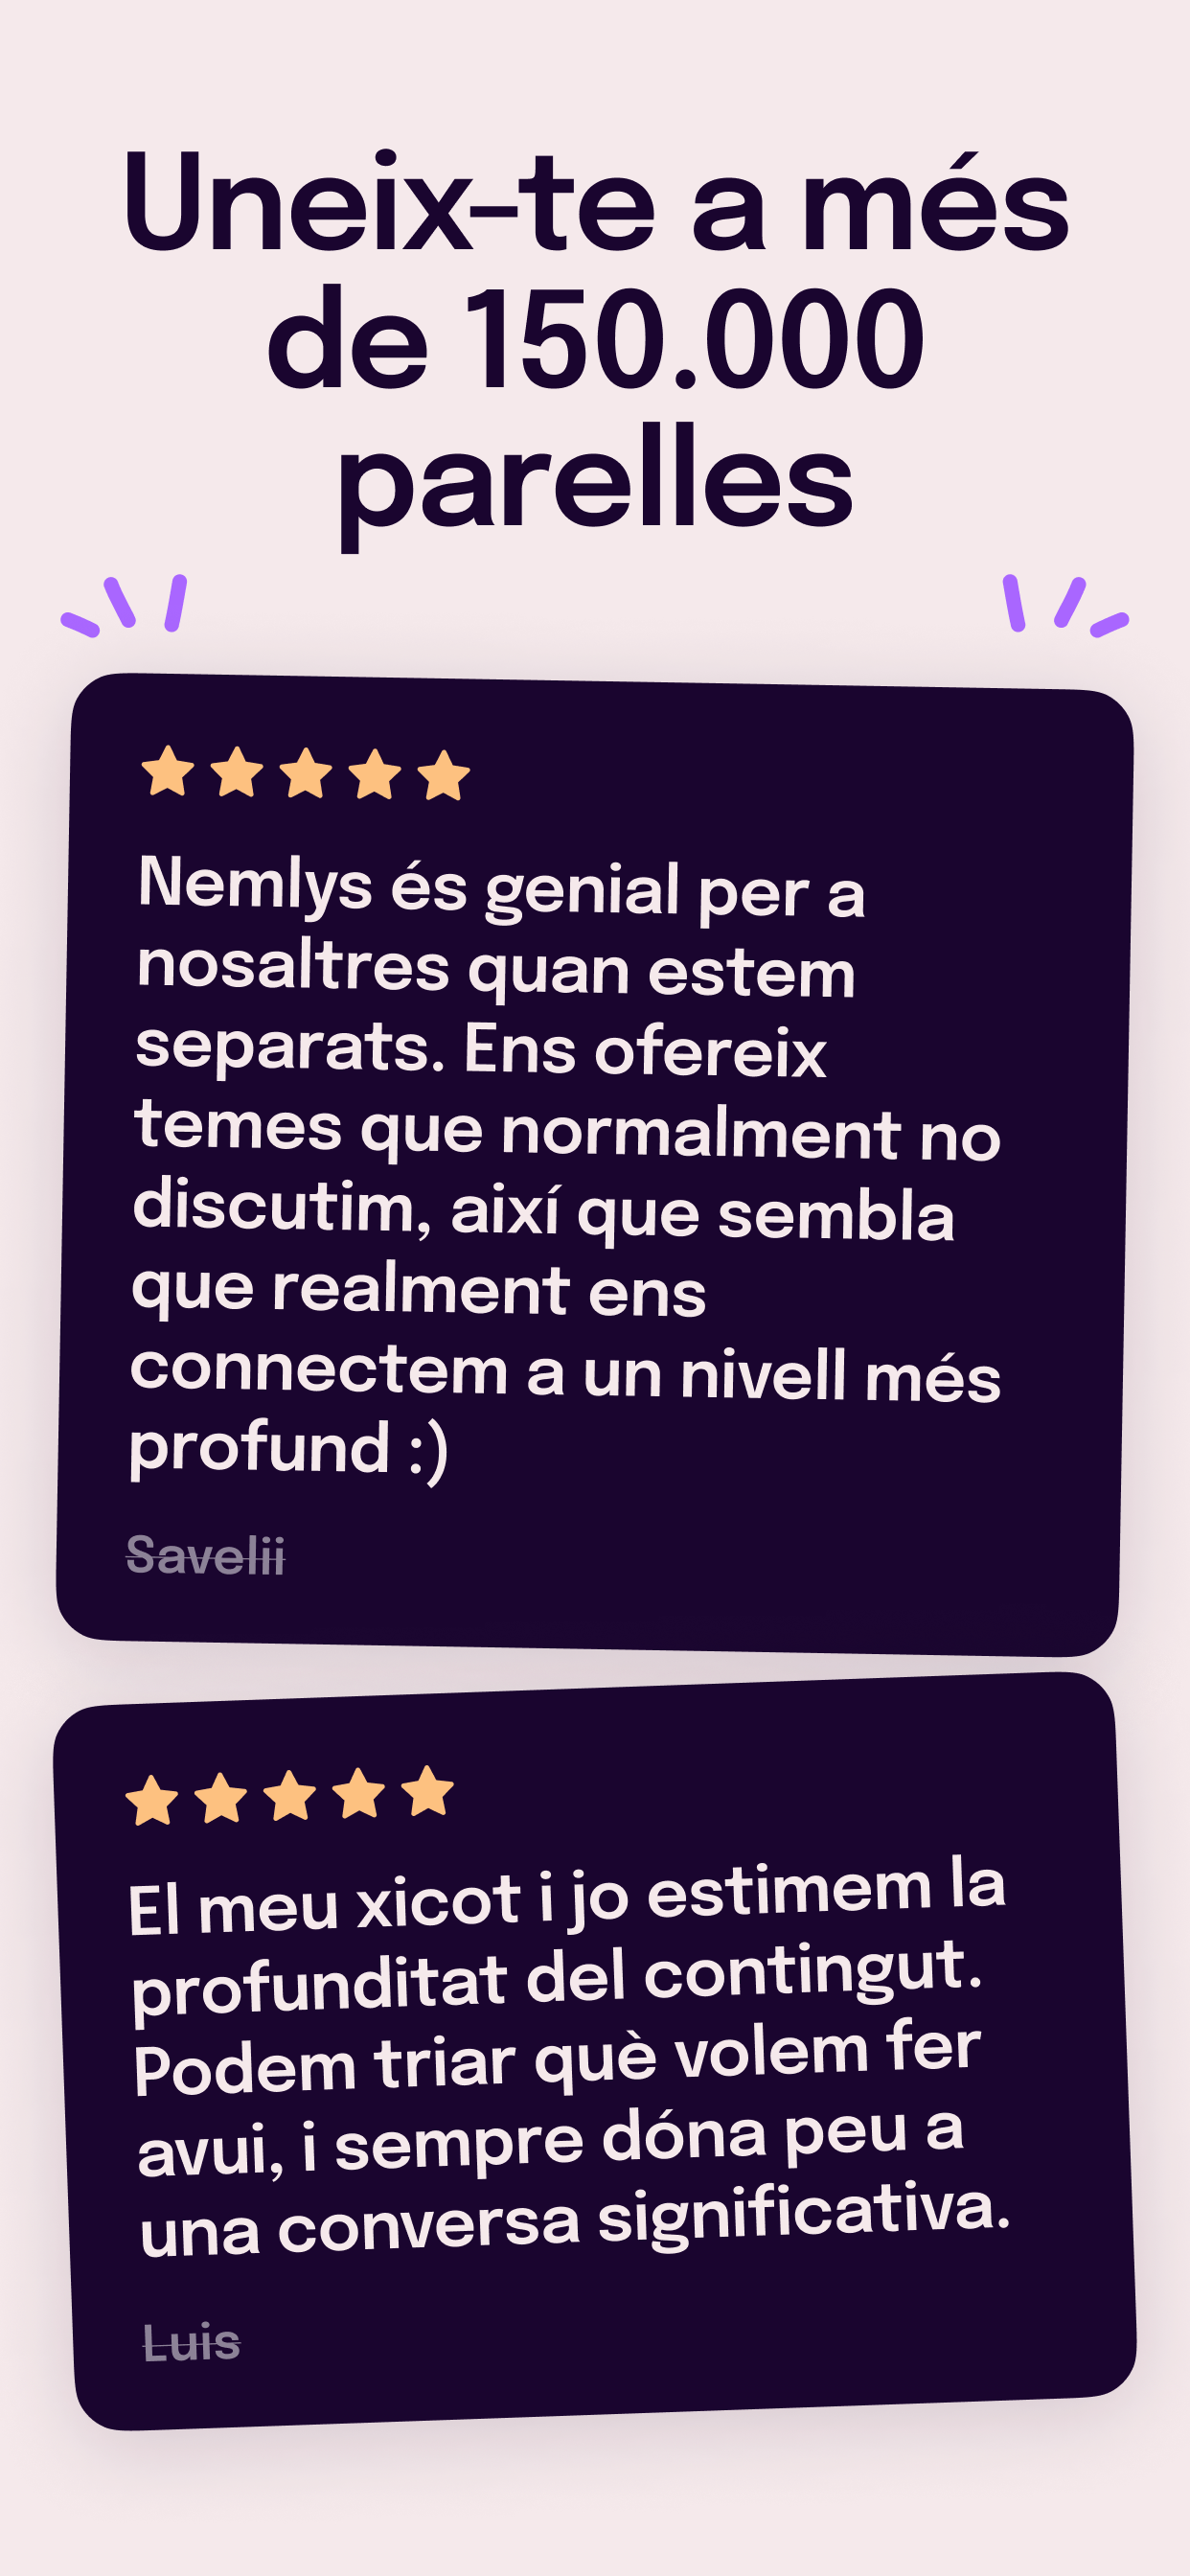 Uneix-te a més
de 150.000
parelles
Nemlys és genial per a
nosaltres quan estem
separats. Ens ofereix
temes que normalment no
discutim, així que sembla
que realment ens
connectem a un nivell més
profund :)
Savelii
El meu xicot i jo estimem la
profunditat del contingut.
Podem triar què volem fer
avui, i sempre dóna peu a
una conversa significativa.
Luis